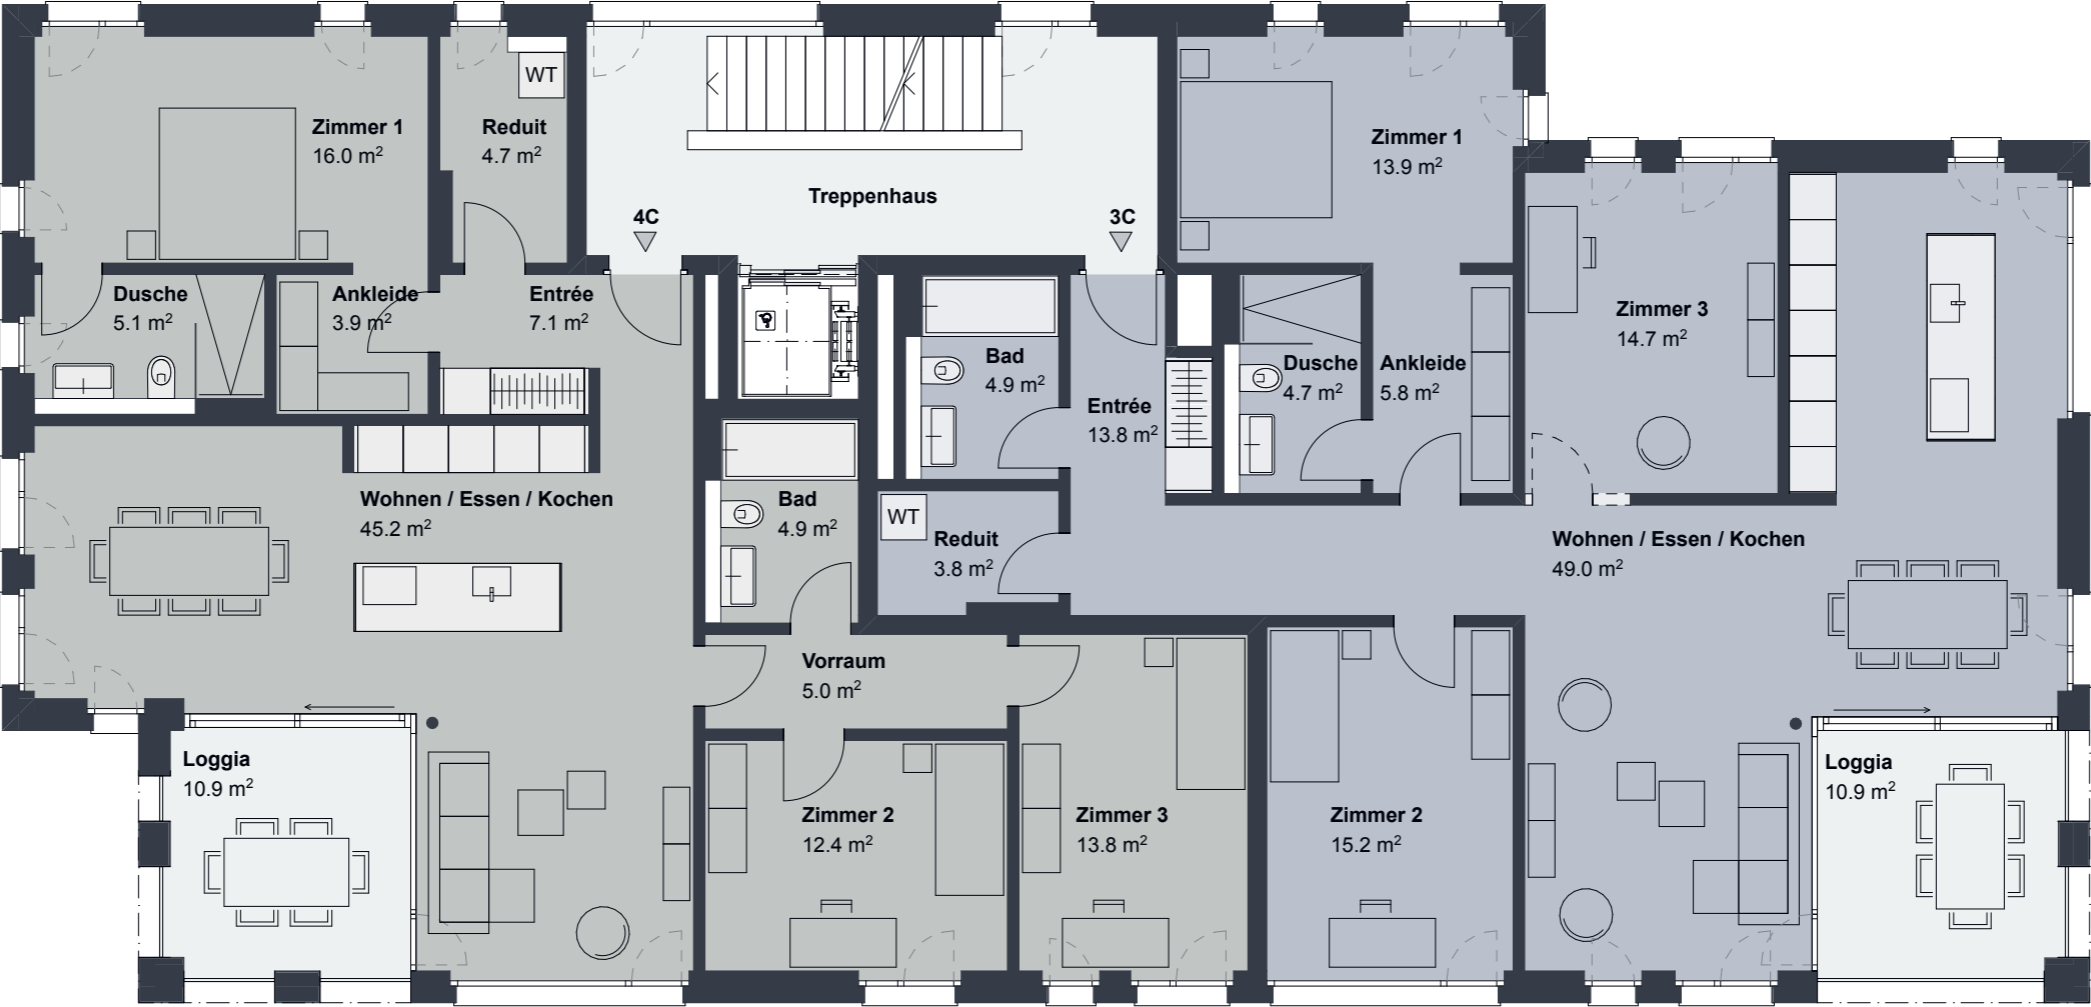 Zimmer 1
16.0 m²
Reduit
4.7 m²
WT
Treppenhaus
4C
3C
Zimmer 1
13.9 m²
Dusche
5.1 m²
Ankleide
3.9 m²
Entrée
7.1 m²
Bad
4.9 m²
Entrée
13.8 m²
Dusche
4.7 m²
Ankleide
5.8 m²
Zimmer 3
14.7 m²
Wohnen / Essen / Kochen
45.2 m²
Bad
4.9 m²
WT
Reduit
3.8 m²
Wohnen / Essen / Kochen
49.0 m²
Vorraum
5.0 m²
Loggia
10.9 m²
Zimmer 2
12.4 m²
Zimmer 3
13.8 m²
Zimmer 2
15.2 m²
Loggia
10.9 m²